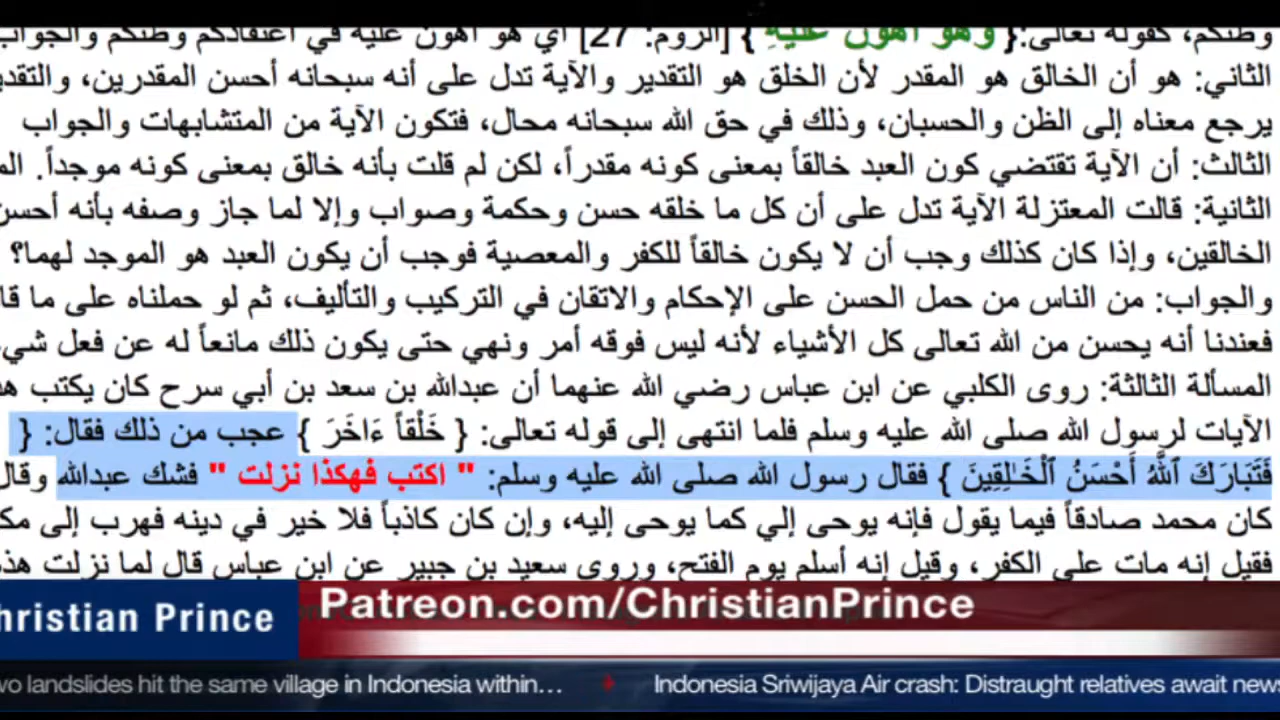 وظنكم، كقوله تعالى:{ وَهُوَ أَهْوَنُ عَلَيْهِ } [الروم: 27] أي هو أهون عليه في اعتقادكم وظنكم والجواب
الثاني: هو أن الخالق هو المقدر لأن الخلق هو التقدير والآية تدل على أنه سبحانه أحسن المقدرين، والتقدير
يرجع معناه إلى الظن والحسبان، وذلك في حق الله سبحانه محال، فتكون الآية من المتشابهات والجواب
الثالث: أن الآية تقتضي كون العبد خالقاً بمعنى كونه مقدراً، لكن لم قلت بأنه خالق بمعنى كونه موجداً.
الثانية: قالت المعتزلة الآية تدل على أن كل ما خلقه حسن وحكمة وصواب وإلا لما جاز وصفه بأنه أحسن
الخالقين، وإذا كان كذلك وجب أن لا يكون خالقاً للكفر والمعصية فوجب أن يكون العبد هو الموجد لهما؟
والجواب: من الناس من حمل الحسن على الإحكام والاتقان في التركيب والتأليف، ثم لو حملناه على ما
فعندنا أنه يحسن من الله تعالى كل الأشياء لأنه ليس فوقه أمر ونهي حتى يكون ذلك مانعاً له عن فعل
المسألة الثالثة: روى الكلبي عن ابن عباس رضي الله عنهما أن عبدالله بن سعد بن أبي سرح كان يكتب
الآيات لرسول الله صلى الله عليه وسلم فلما انتهى إلى قوله تعالى: { خَلْقاً ءَاخَرَ } عجب من ذلك فقال: {
فَتَبَارَكَ ٱللَّهُ أَحْسَنُ ٱلْخَـٰلِقِينَ } فقال رسول الله صلى الله عليه وسلم: " اكتب فهكذا نزلت " فشك عبدالله وقال
كان محمد صادقاً فيما يقول فإنه يوحى إلي كما يوحى إليه، وإن كان كاذباً فلا خير في دينه فهرب إلى
فقيل إنه مات على الكفر، وقيل إنه أسلم يوم الفتح، وروى سعيد بن جبير عن ابن عباس قال لما نزلت
hristian Prince
Patreon.com/ChristianPrince
wo landslides hit the same village in Indonesia within… Indonesia Sriwijaya Air crash: Distraught relatives await news